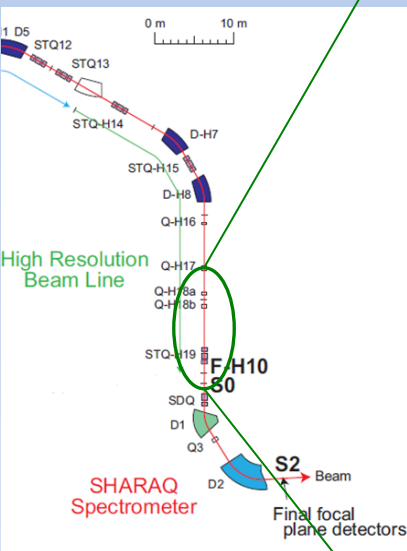 0 m 10 m
1 D5
STQ12
STQ13
STQ-H14
D-H7
STQ-H15
D-H8
Q-H16
High Resolution
Beam Line
Q-H17
Q-H18a
Q-H18b
STQ-H19
F-H10
S0
SDQ
D1
Q3
D2
S2
Beam
SHARAQ
Spectrometer
Final focal
plane detectors